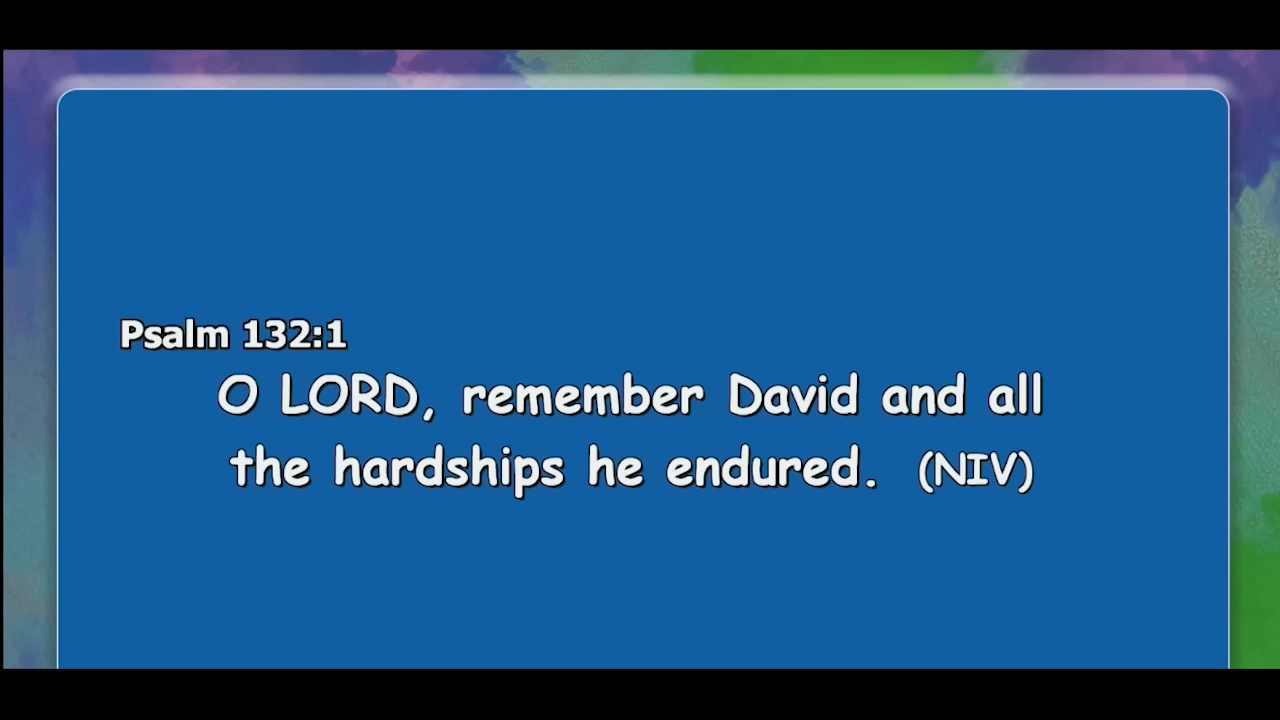 Psalm 132:1
O LORD, remember David and all
the hardships he endured. (NIV)